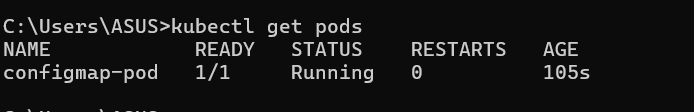 C:\Users\ASUS>kubectl get pods
NAME READY STATUS RESTARTS AGE
configmap-pod 1/1 Running 0 105s